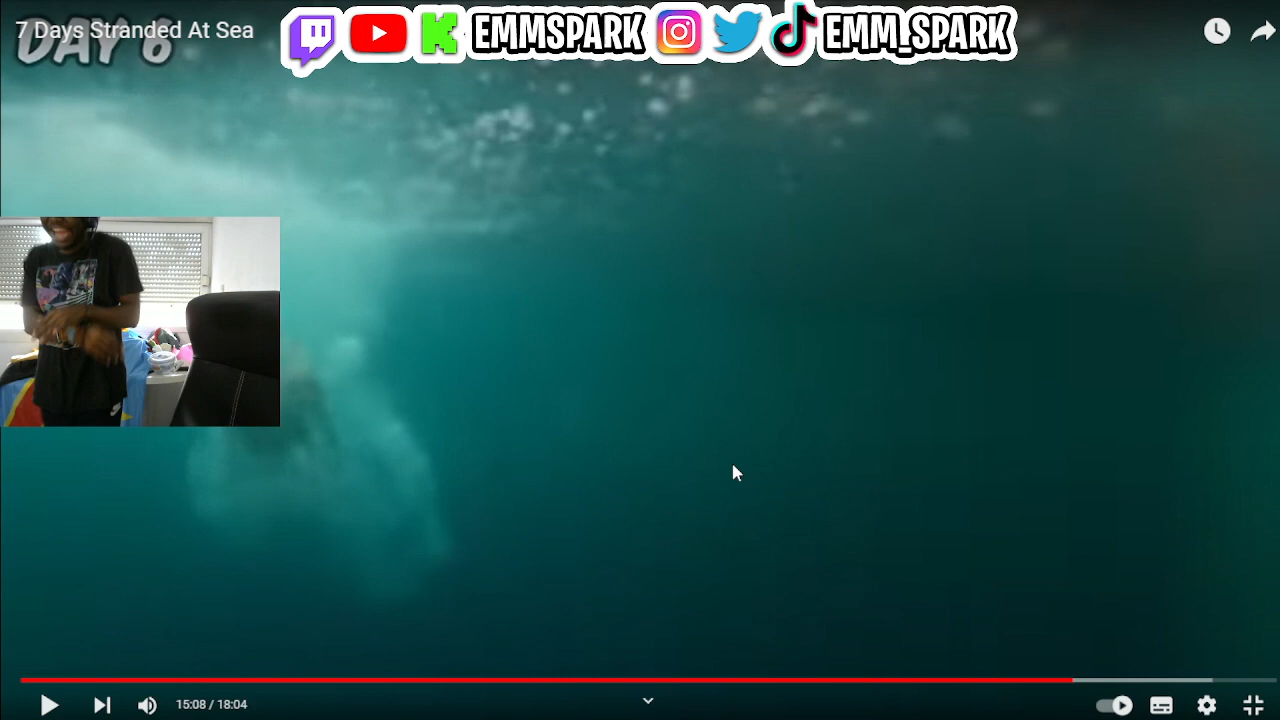 7 Days Stranded At Sea
DAY 6
EMMSPARK
EMM_SPARK
15:08 / 18:04